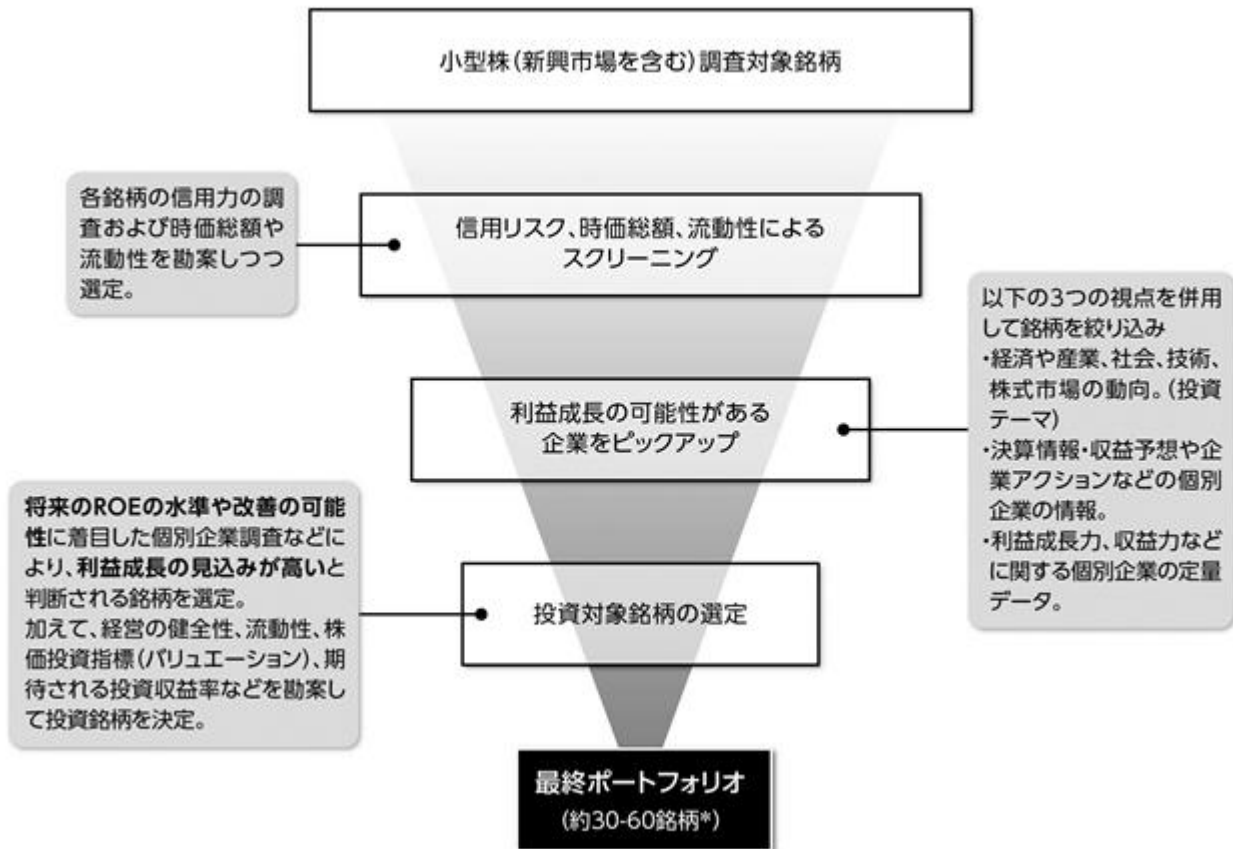 小型株(新興市場を含む)調査対象銘柄
各銘柄の信用力の調
査および時価総額や
流動性を勘案しつつ
選定。
信用リスク、時価総額、流動性による
スクリーニング
以下の3つの視点を併用
して銘柄を絞り込み
・経済や産業、社会、技術、
株式市場の動向。(投資
テーマ)
・決算情報・収益予想や企
業アクションなどの個別
企業の情報。
・利益成長力、収益力など
に関する個別企業の定量
データ。
利益成長の可能性がある
企業をピックアップ
将来のROEの水準や改善の可能
性に着目した個別企業調査などに
より、利益成長の見込みが高いと
判断される銘柄を選定。
加えて、経営の健全性、流動性、株
価投資指標(バリュエーション)、期
待される投資収益率などを勘案し
て投資銘柄を決定。
投資対象銘柄の選定
最終ポートフォリオ
(約30-60銘柄*)